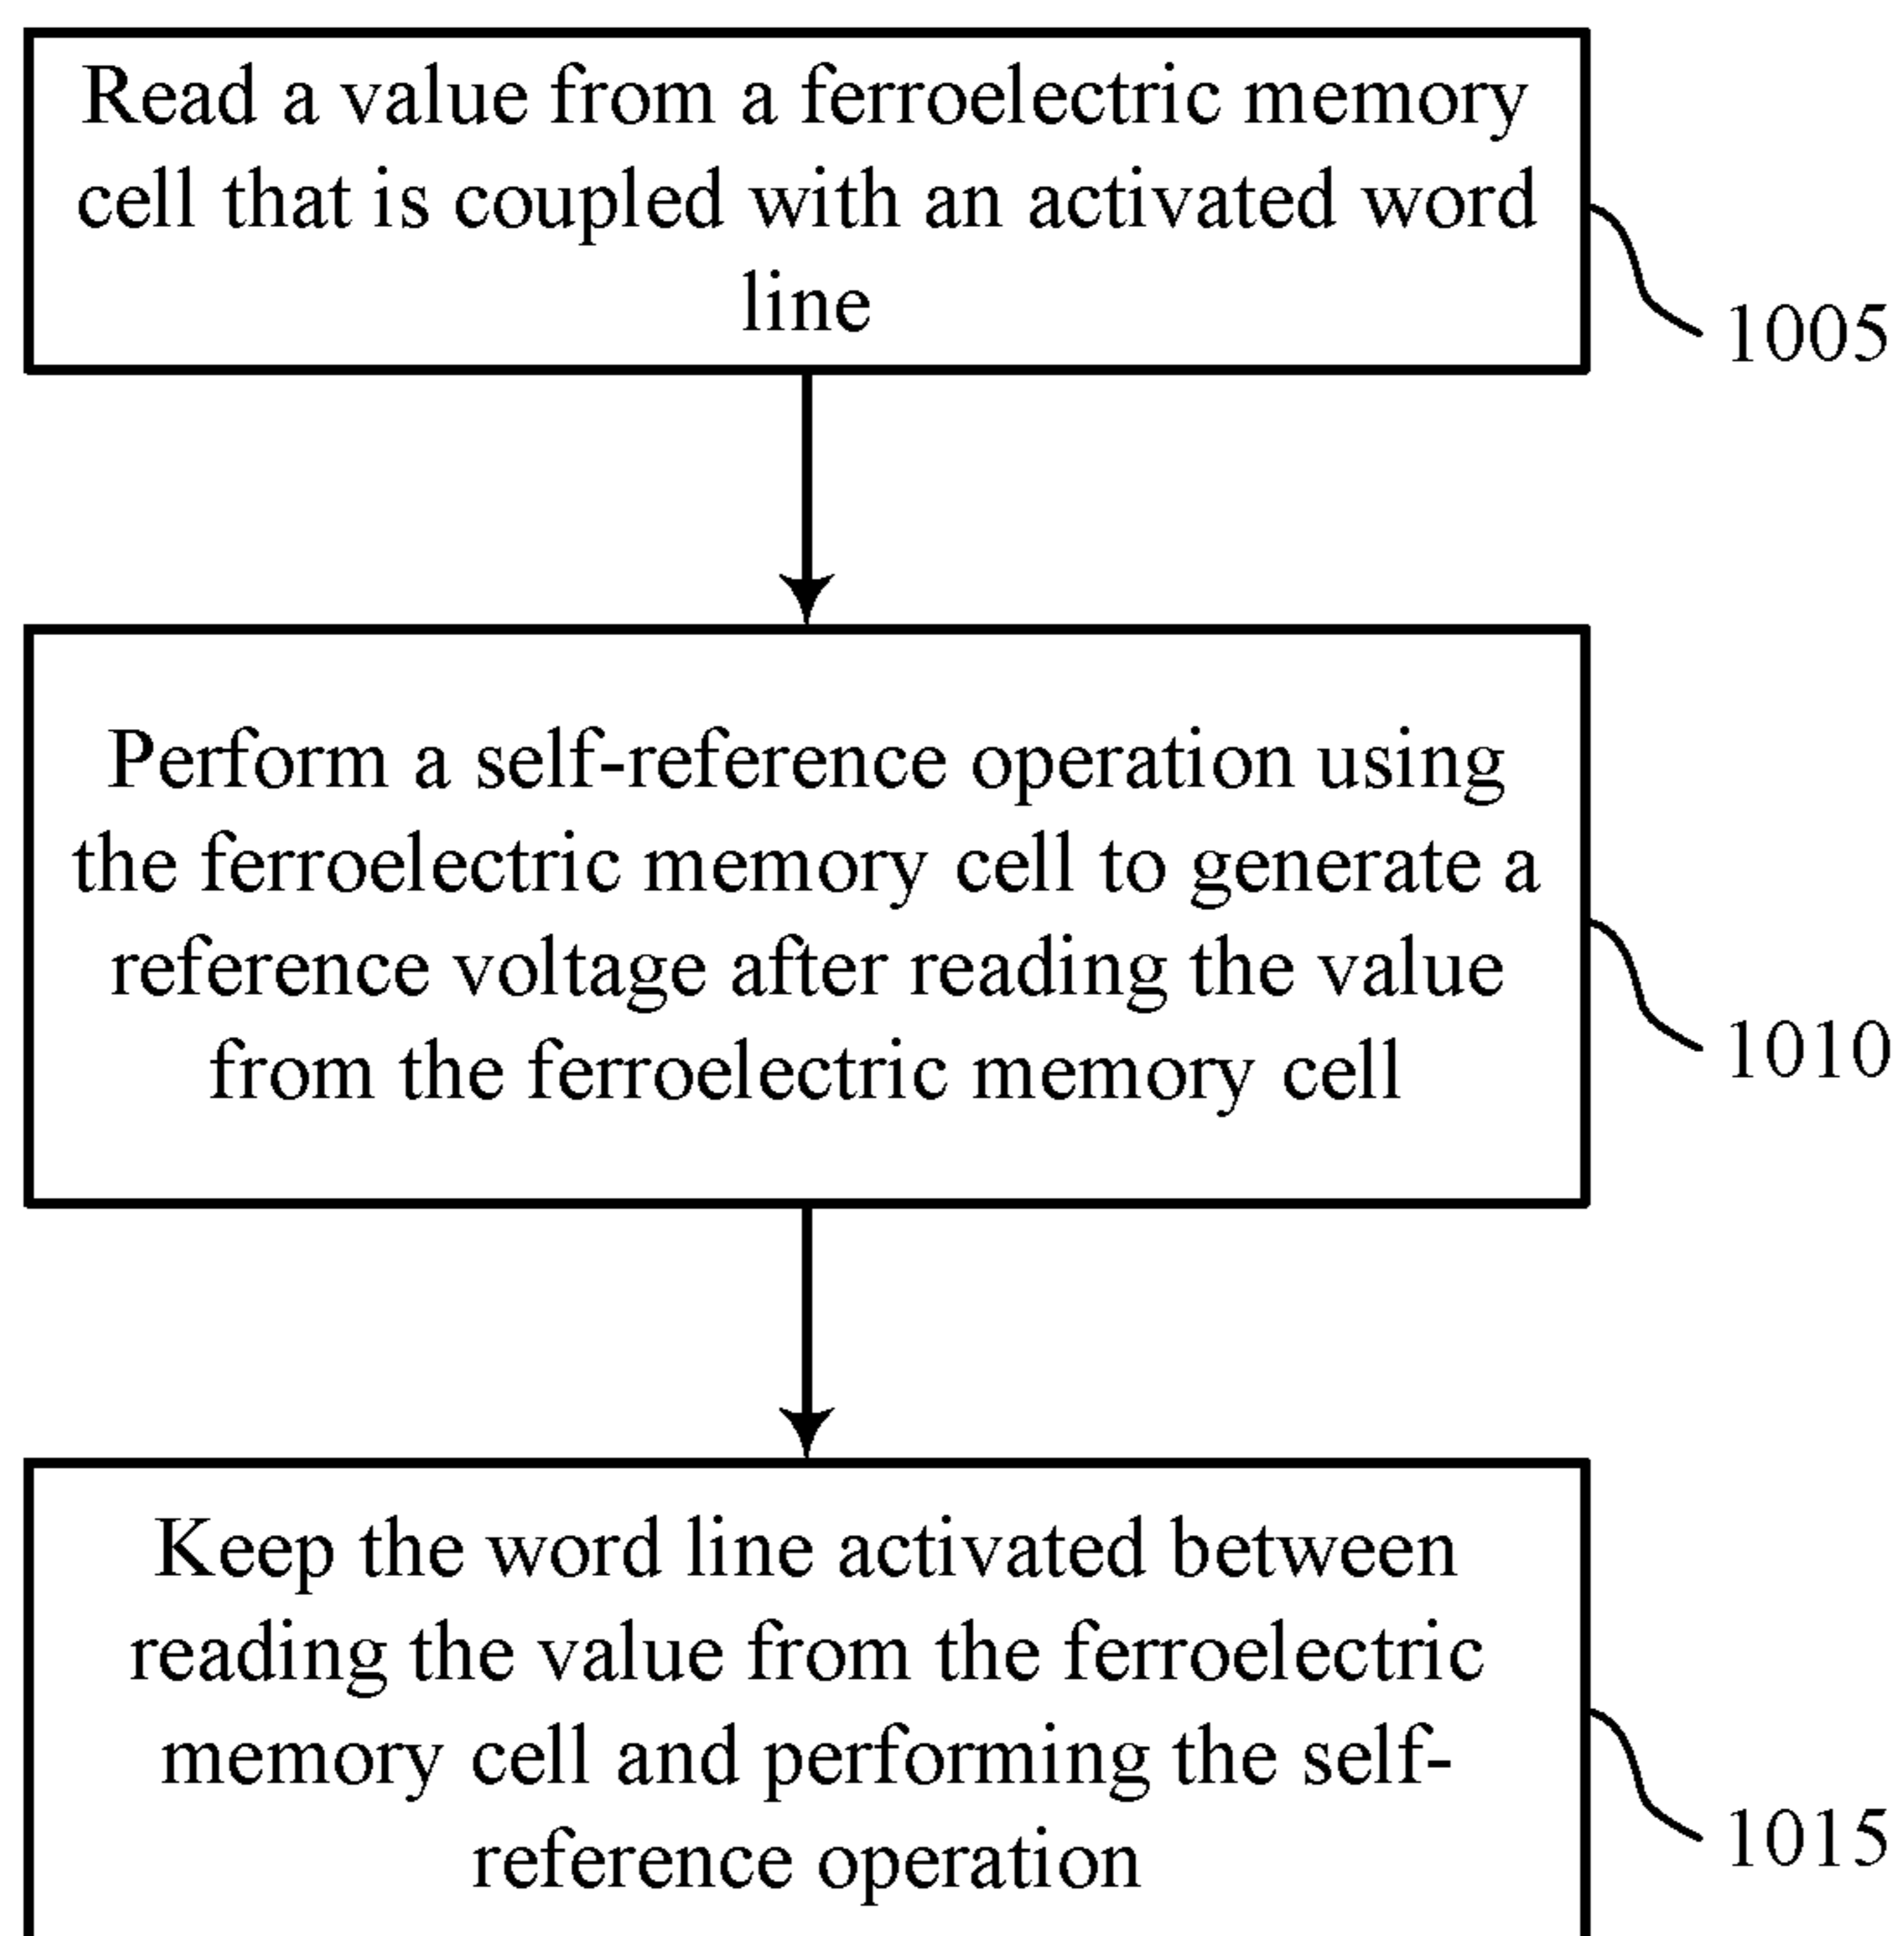 Read a value from a ferroelectric memory
cell that is coupled with an activated word
line
1005
Perform a self-reference operation using
the ferroelectric memory cell to generate a
reference voltage after reading the value
from the ferroelectric memory cell
1010
Keep the word line activated between
reading the value from the ferroelectric
memory cell and performing the self-
reference operation
1015